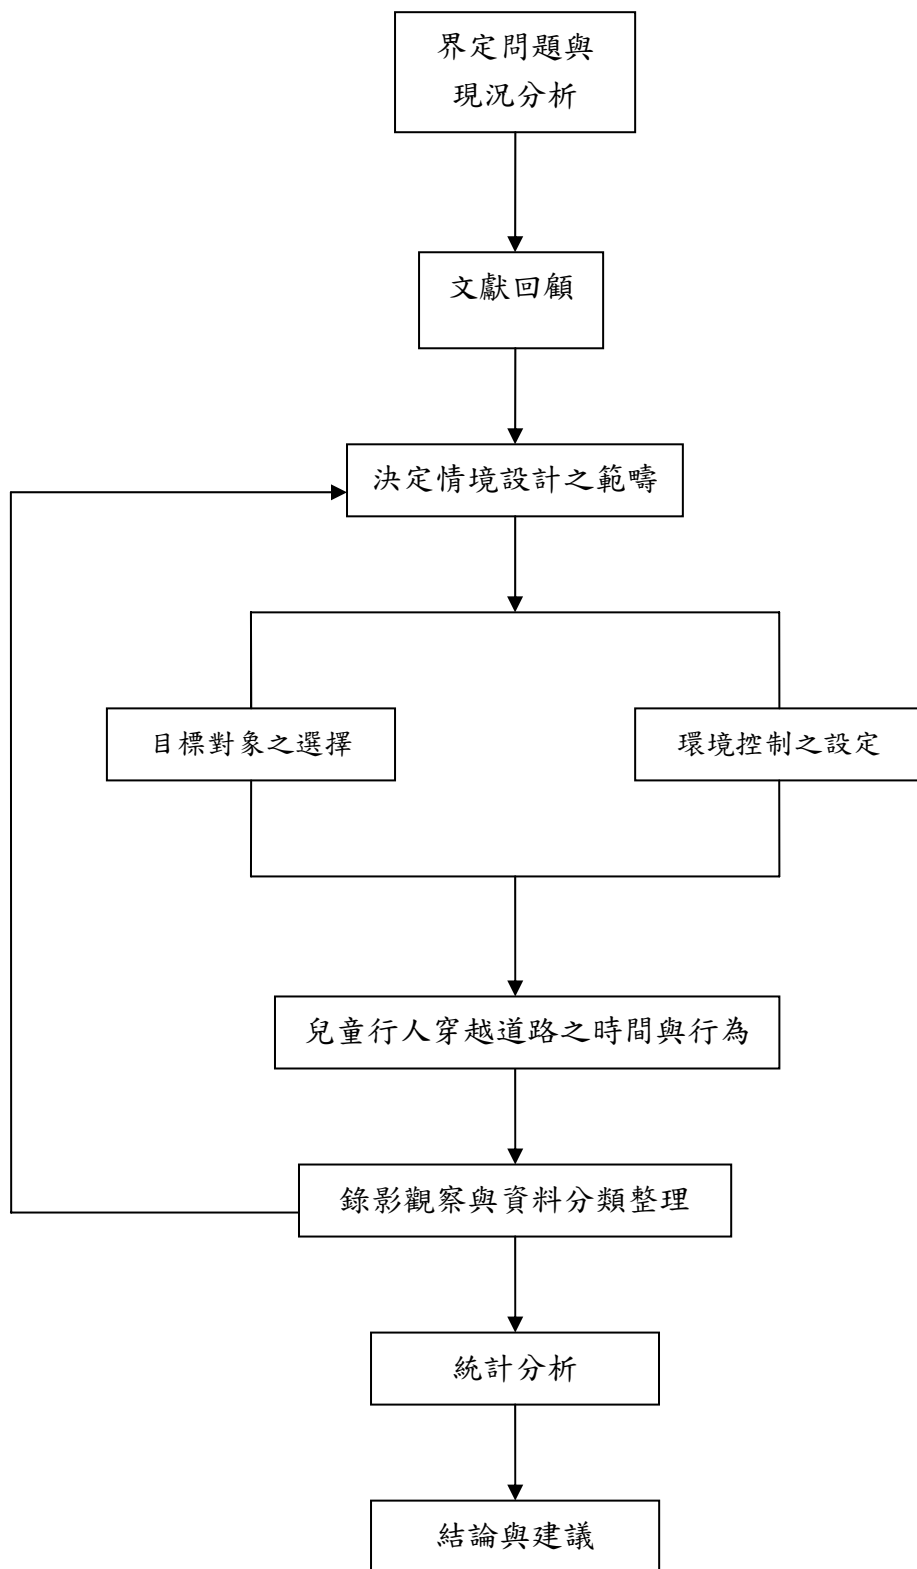 界定問題與
現況分析
文獻回顧
決定情境設計之範疇
目標對象之選擇
環境控制之設定
兒童行人穿越道路之時間與行為
錄影觀察與資料分類整理
統計分析
結論與建議